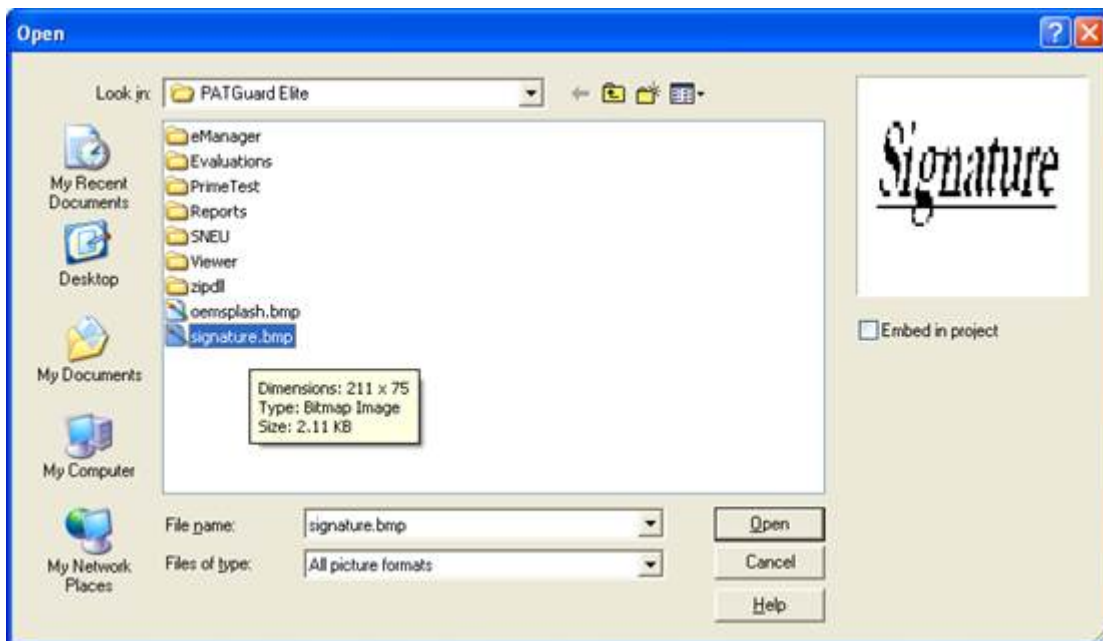 Open
Look in:
PATGuard Elite
My Recent
Documents
Desktop
My Documents
My Computer
My Network
Places
eManager
Evaluations
PrimeTest
Reports
SNEU
Viewer
zipdll
oemsplash.bmp
signature.bmp
Dimensions: 211 x 75
Type: Bitmap Image
Size: 2.11 KB
Signature
Embed in project
File name:
signature.bmp
Open
Files of type:
All picture formats
Cancel
Help